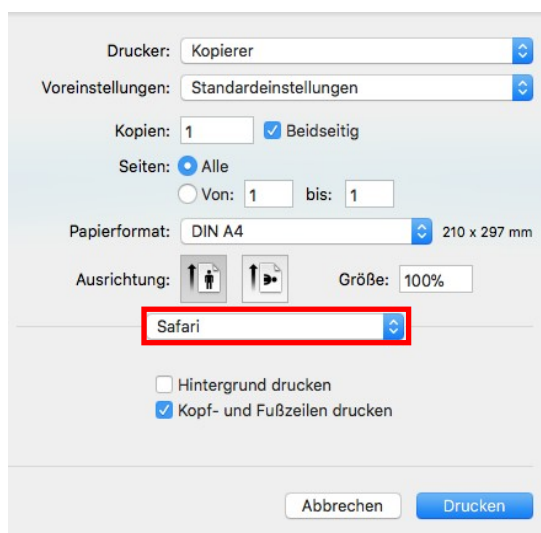 Drucker: Kopierer
Voreinstellungen: Standardeinstellungen
Kopien: 1 Beidseitig
Seiten: Alle
Von: 1 bis: 1
Papierformat: DIN A4 210 x 297 mm
Ausrichtung: Größe: 100%
Safari
Hintergrund drucken
Kopf- und Fußzeilen drucken
Abbrechen Drucken